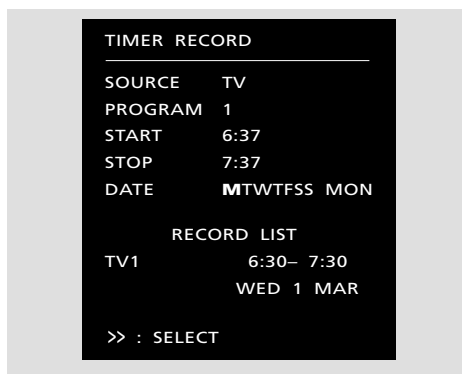 TIMER RECORD
SOURCE TV
PROGRAM 1
START 6:37
STOP 7:37
DATE MTWTFSS MON
RECORD LIST
TV1 6:30– 7:30
WED 1 MAR
>> : SELECT